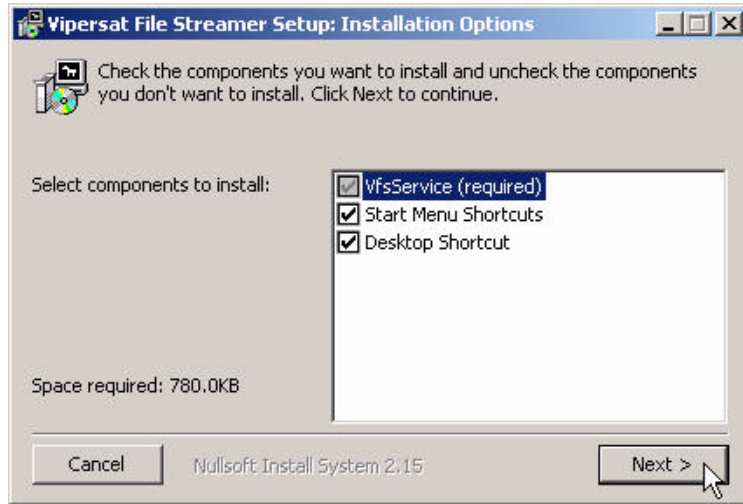 Vipersat File Streamer Setup: Installation Options
Check the components you want to install and uncheck the components
you don't want to install. Click Next to continue.
Select components to install:
VfsService (required)
Start Menu Shortcuts
Desktop Shortcut
Space required: 780.0KB
Cancel
Nullsoft Install System 2.15
Next >